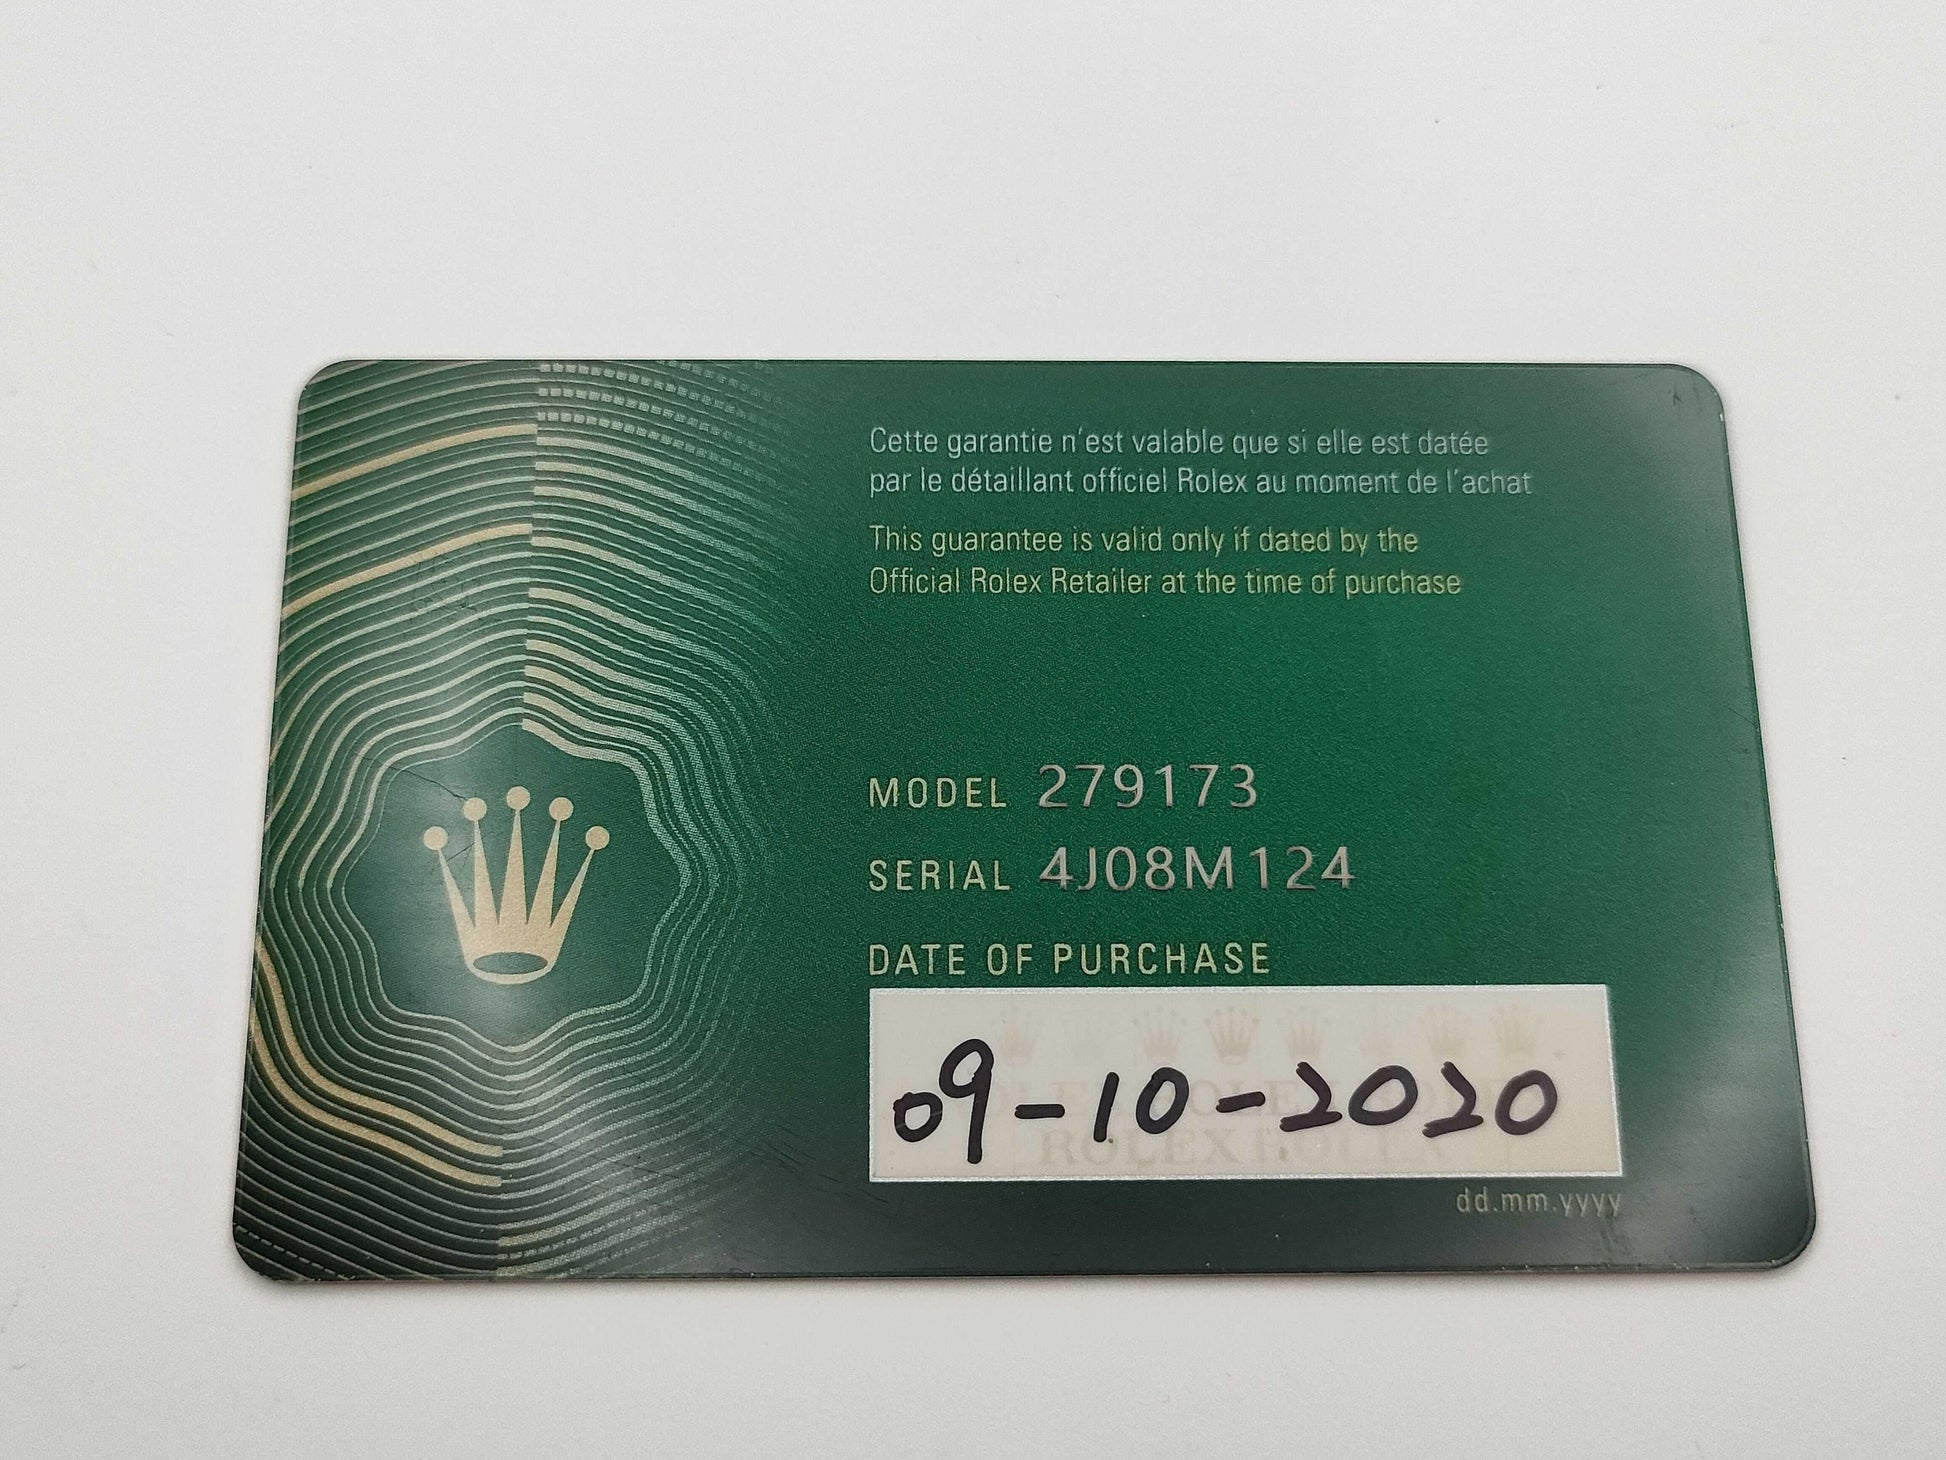 Cette garantie n'est valable que si elle est datée
par le détaillant officiel Rolex au moment de l'achat
This guarantee is valid only if dated by the
Official Rolex Retailer at the time of purchase
MODEL 279173
SERIAL 4J08M124
DATE OF PURCHASE
09-10-2020
ROLEX ROLEX
dd.mm.yyyy